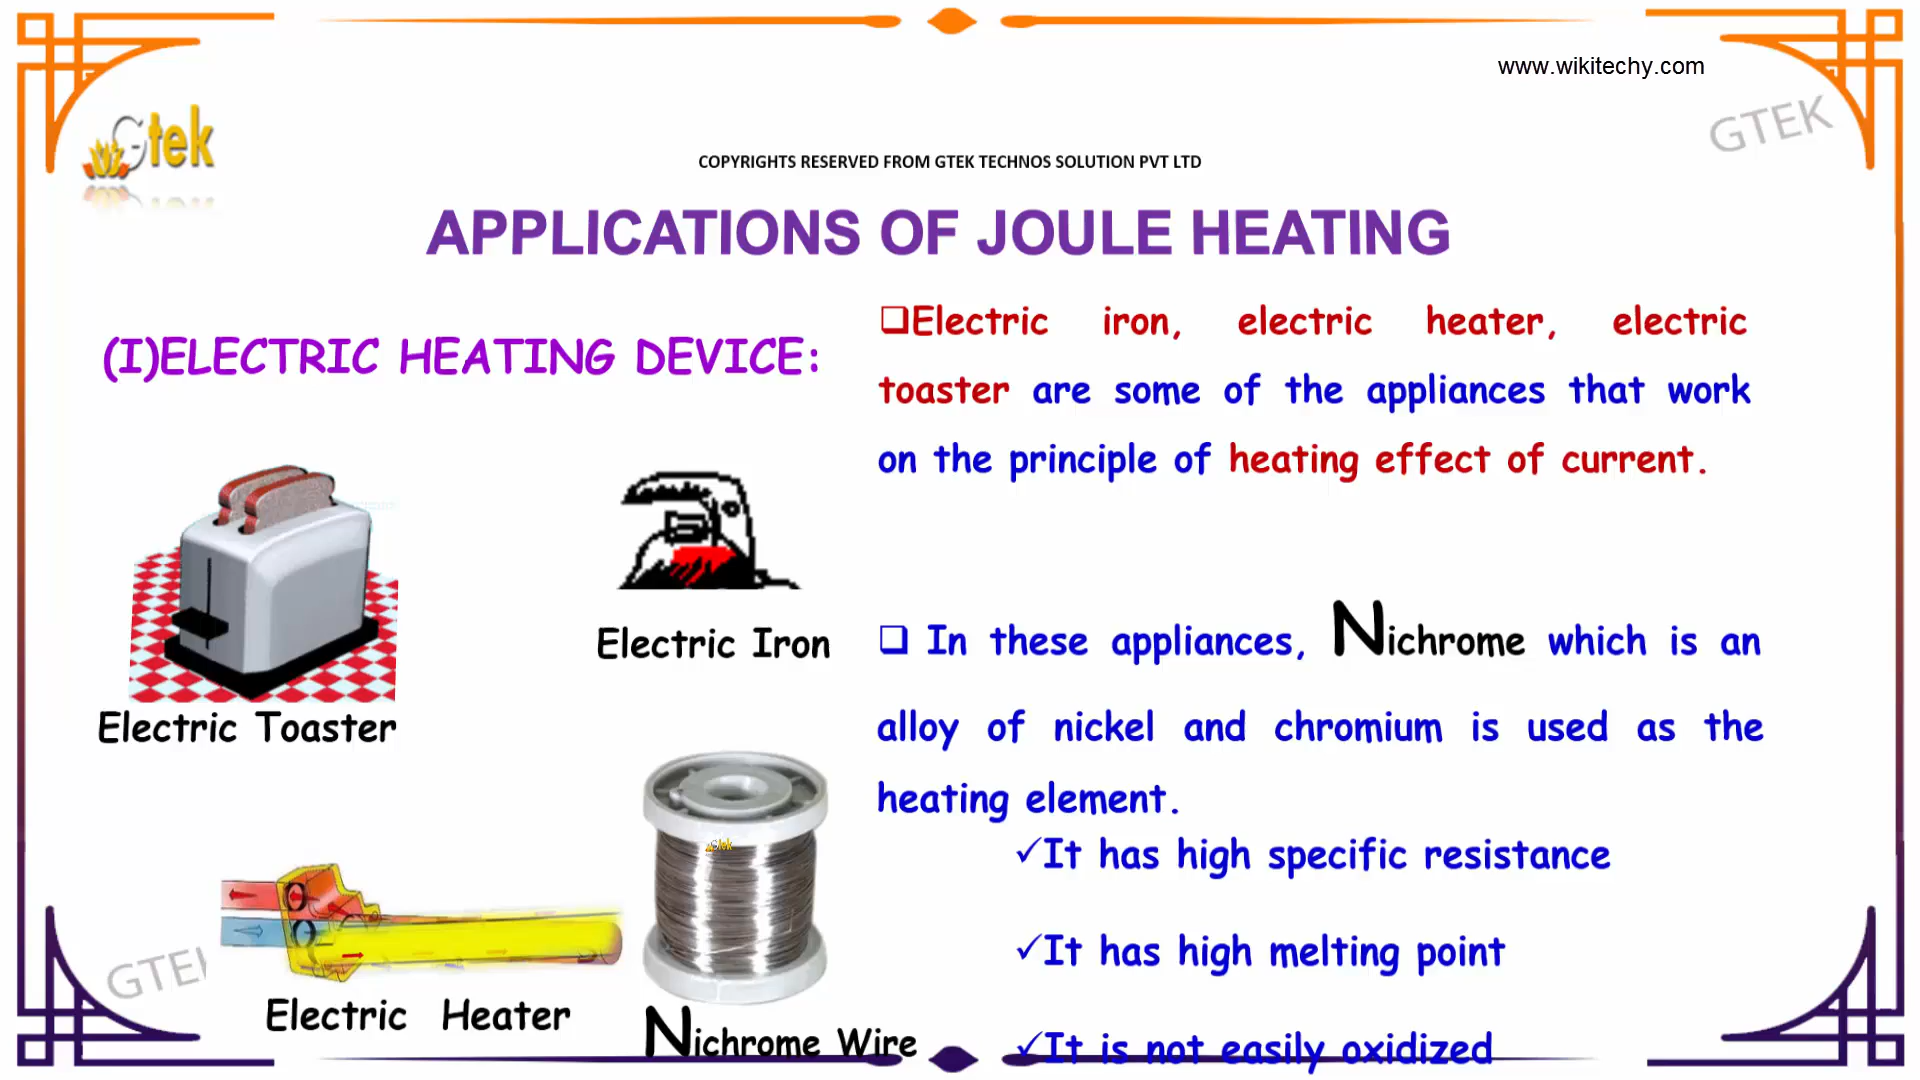 www.wikitechy.com
Gtek
GTEK
COPYRIGHTS RESERVED FROM GTEK TECHNOS SOLUTION PVT LTD
APPLICATIONS OF JOULE HEATING
(I)ELECTRIC HEATING DEVICE:
Electric iron, electric heater, electric
toaster are some of the appliances that work
on the principle of heating effect of current.
Electric Iron
Electric Toaster
In these appliances, Nichrome which is an
alloy of nickel and chromium is used as the
heating element.
Gtek
✓It has high specific resistance
✓It has high melting point
✓It is not easily oxidized
GTEK
Electric Heater
Nichrome Wire